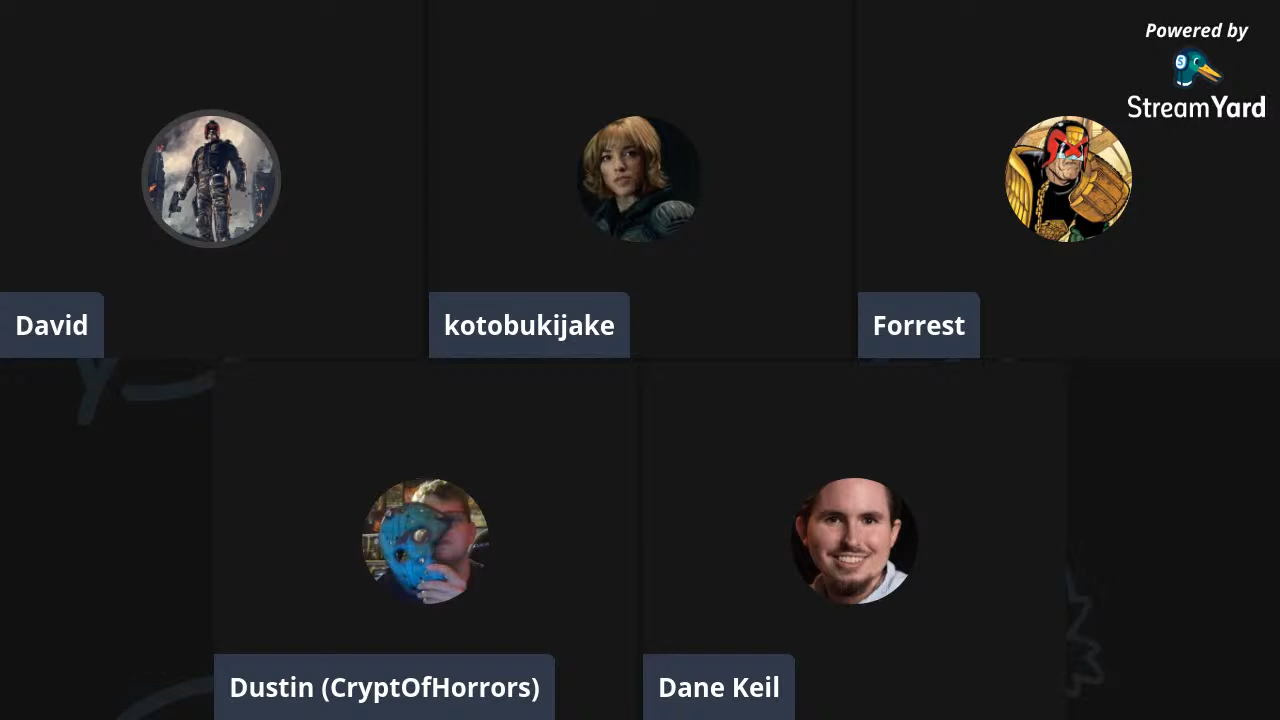 Powered by
StreamYard
David
kotobukijake
Forrest
Dustin (CryptOfHorrors)
Dane Keil